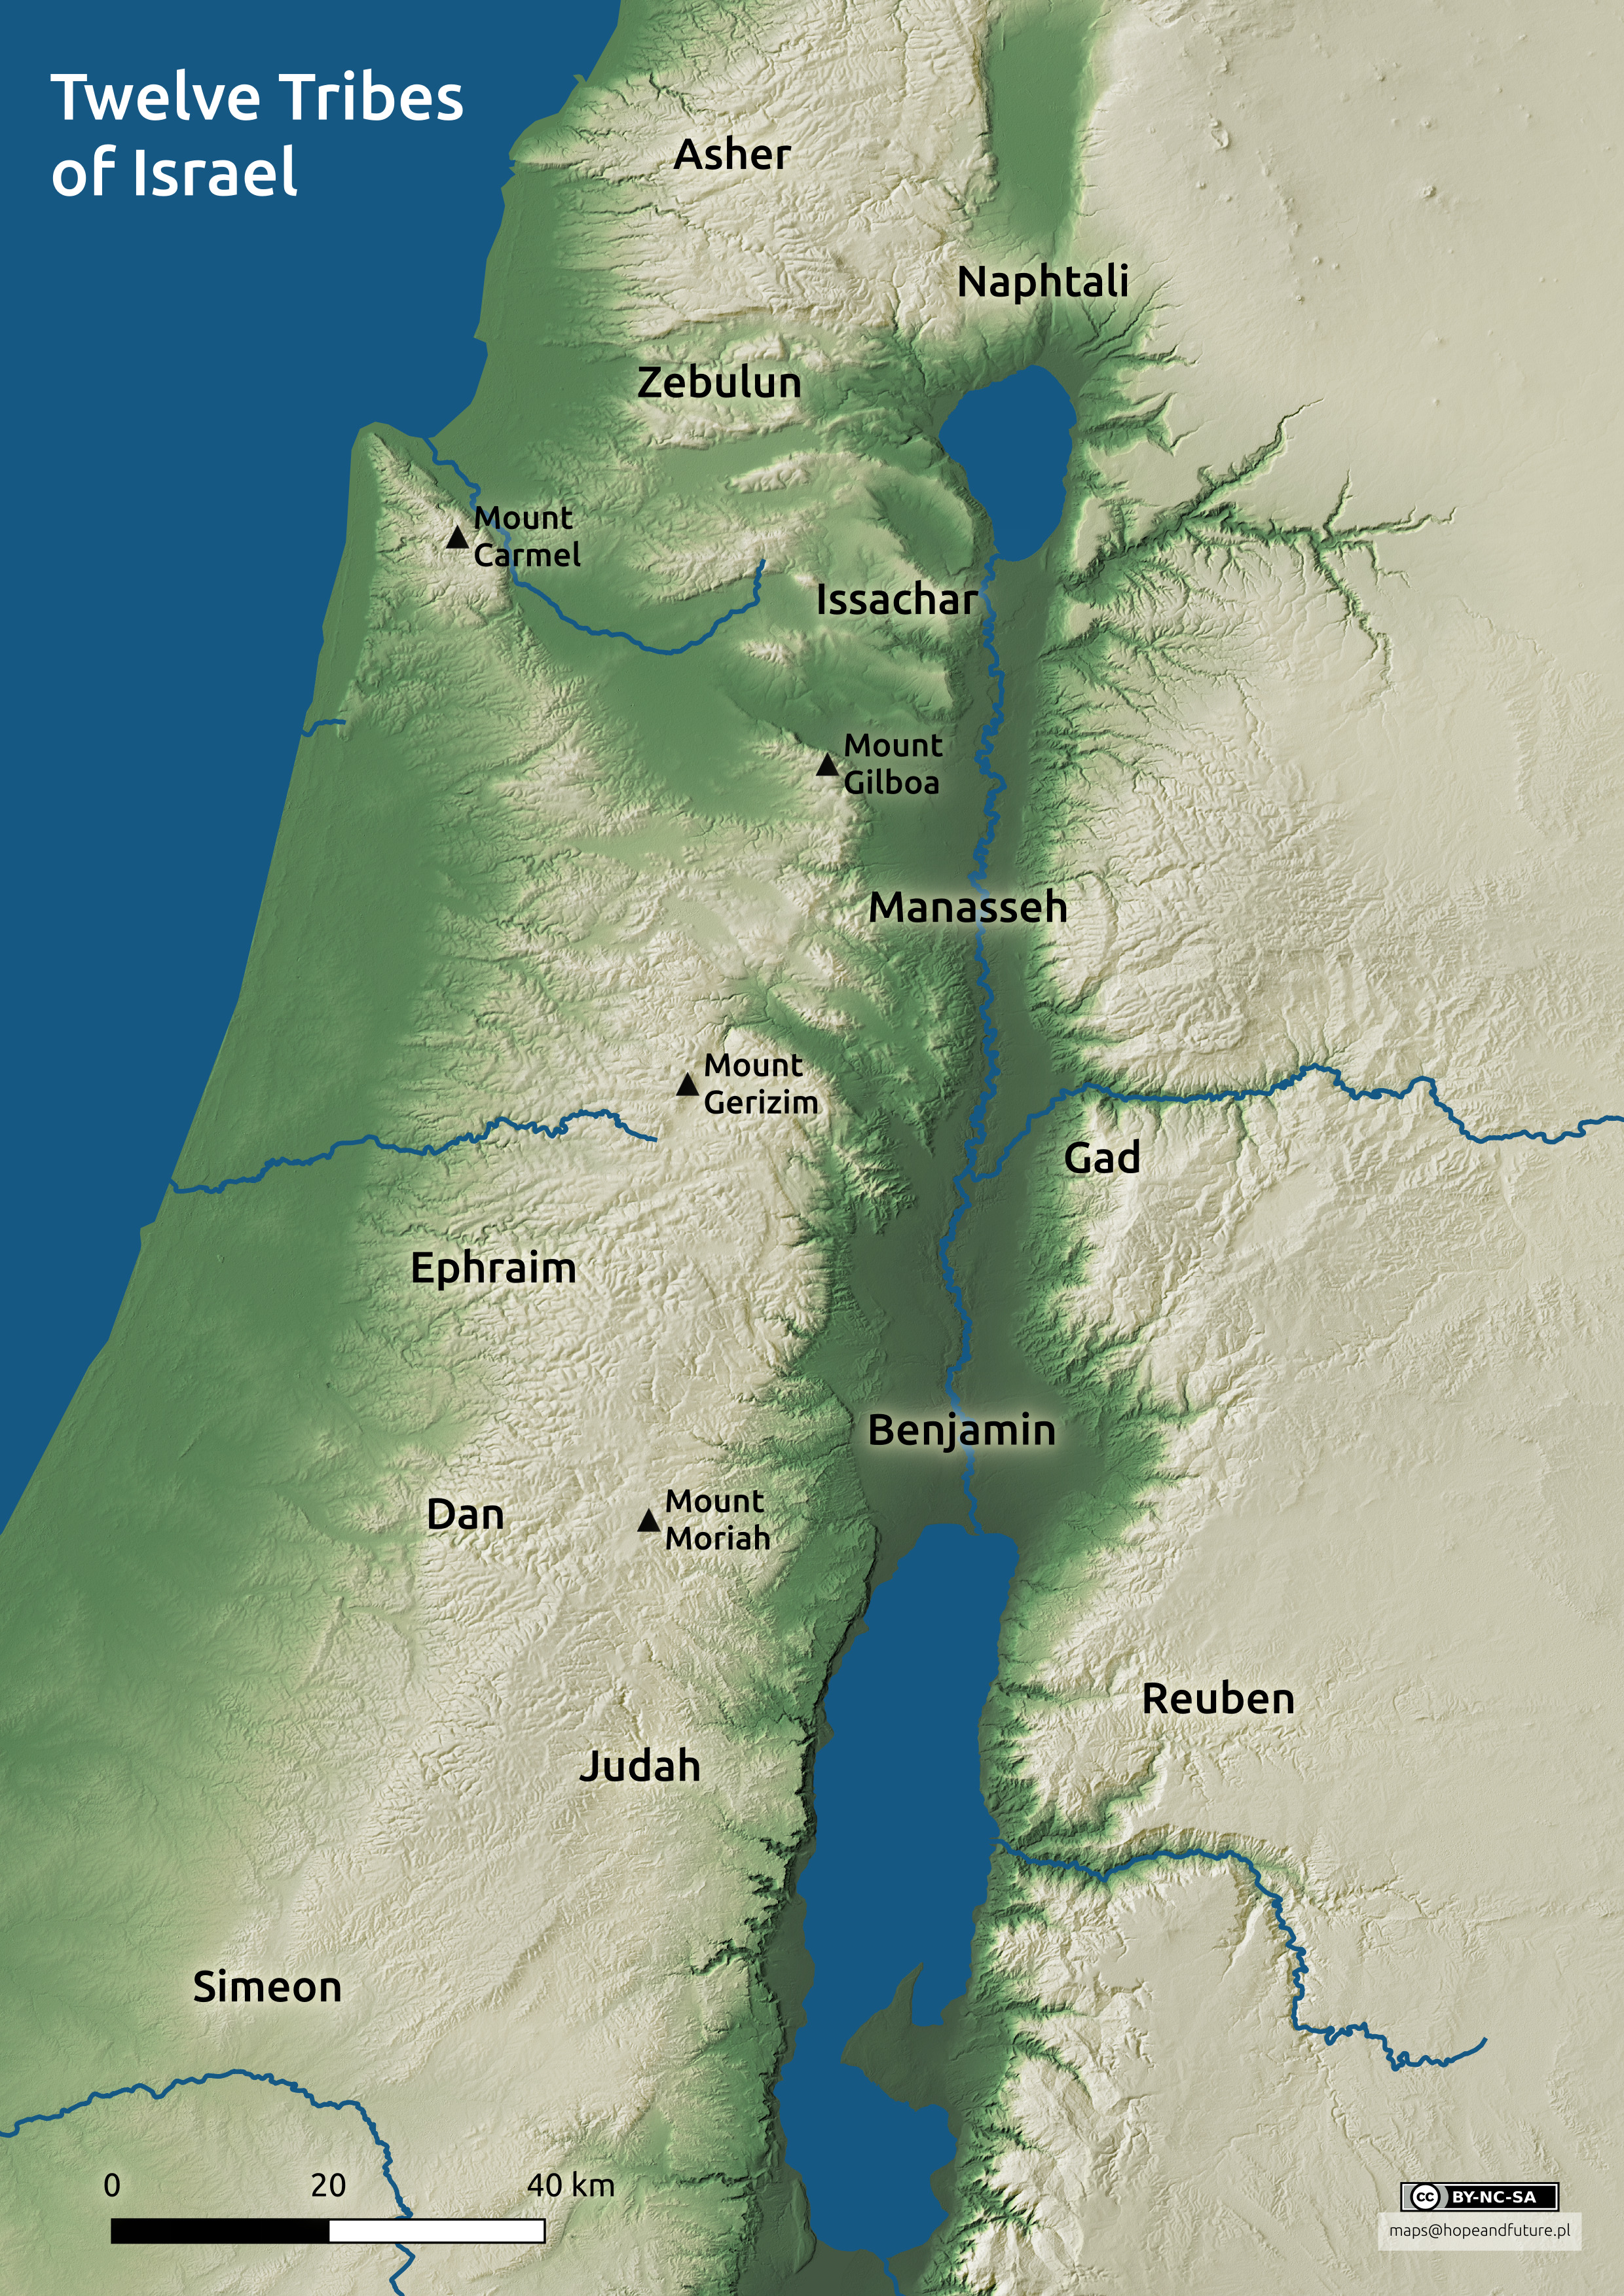 Twelve Tribes
of Israel
Asher
Naphtali
Zebulun
Mount
Carmel
Issachar
Mount
Gilboa
Manasseh
Mount
Gerizim
Gad
Ephraim
Benjamin
Dan
Mount
Moriah
Reuben
Judah
Simeon
0 20 40 km
cc BY-NC-SA
maps@hopeandfuture.pl